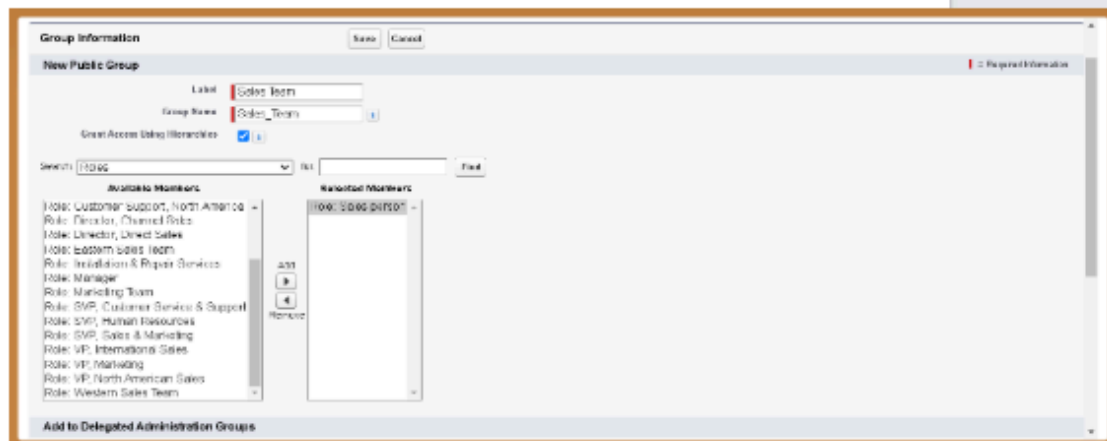 Group Information Save Cancel
New Public Group = Required Information
Label Sales Team
Group Name Sales_Team i
Grant Access Using Hierarchies i
Search: Roles for: Find
Available Members Selected Members
Role: Customer Support, North America Role: Sales person
Role: Director, Channel Sales
Role: Director, Direct Sales
Role: Eastern Sales Team
Role: Installation & Repair Services
Role: Manager
Role: Marketing Team
Role: SVP, Customer Service & Support
Role: SVP, Human Resources
Role: SVP, Sales & Marketing
Role: VP, International Sales
Role: VP, Marketing
Role: VP, North American Sales
Role: Western Sales Team
Add
Remove
Add to Delegated Administration Groups